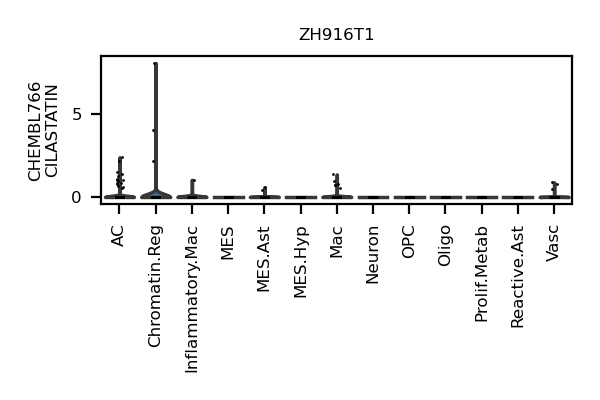 ZH916T1
CHEMBL766
CILASTATIN
5
0
AC
Chromatin.Reg
Inflammatory.Mac
MES
MES.Ast
MES.Hyp
Mac
Neuron
OPC
Oligo
Prolif.Metab
Reactive.Ast
Vasc